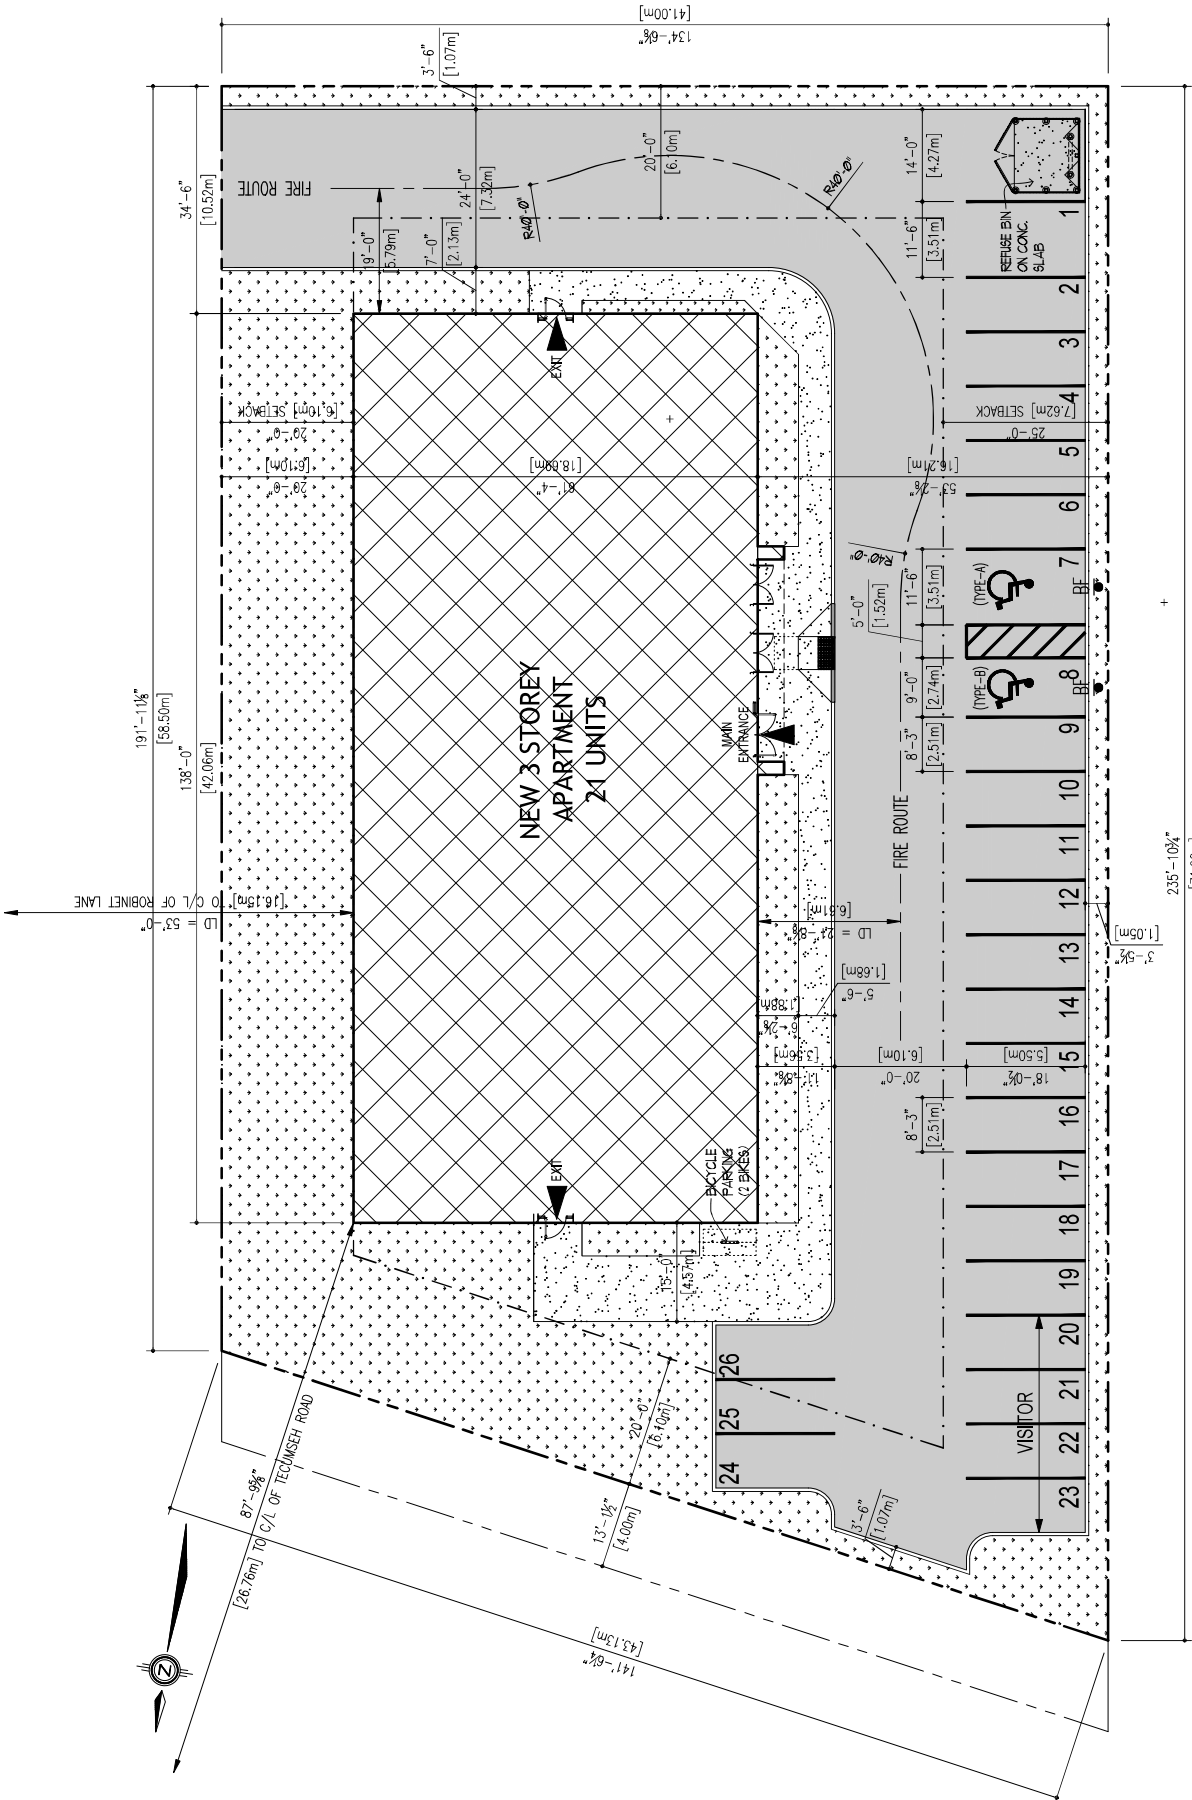 134'-6⅛"
[41.00m]
3'-6"
[1.07m]
34'-6"
[10.52m]
FIRE ROUTE
24'-0"
[7.32m]
20'-0"
[6.10m]
14'-0"
[4.27m]
R40'-0"
R40'-0"
19'-0"
[5.79m]
7'-0"
[2.13m]
11'-6"
[3.51m]
REFUSE BIN
ON CONC.
SLAB
EXIT
20'-0"
[6.10m] SETBACK
20'-0"
[6.10m]
61'-4"
[18.69m]
25'-0"
[7.62m] SETBACK
53'-2⅛"
[16.21m]
R40'-0"
5'-0"
[1.52m]
11'-6"
[3.51m]
(TYPE-A)
BF
9'-0"
[2.74m]
(TYPE-B)
BF
8'-3"
[2.51m]
191'-11⅛"
[58.50m]
138'-0"
[42.06m]
NEW 3 STOREY
APARTMENT
21 UNITS
MAIN
ENTRANCE
FIRE ROUTE
235'-10¾"
LD = 53'-0"
[16.15m] TO C/L OF ROBINET LANE
LD = 21'-8⅛"
[6.61m]
3'-5½"
[1.05m]
5'-6"
[1.68m]
6'-2⅛"
[1.88m]
11'-8⅛"
[3.56m]
20'-0"
[6.10m]
18'-0½"
[5.50m]
8'-3"
[2.51m]
BICYCLE
PARKING
(2 BIKES)
EXIT
15'-0"
[4.57m]
1
2
3
4
5
6
7
8
9
10
11
12
13
14
15
16
17
18
19
20
21
22
23
24
25
26
VISITOR
20'-0"
[6.10m]
13'-1½"
[4.00m]
3'-6"
[1.07m]
87'-9⅝"
[26.76m] TO C/L OF TECUMSEH ROAD
141'-6¼"
[43.13m]
N